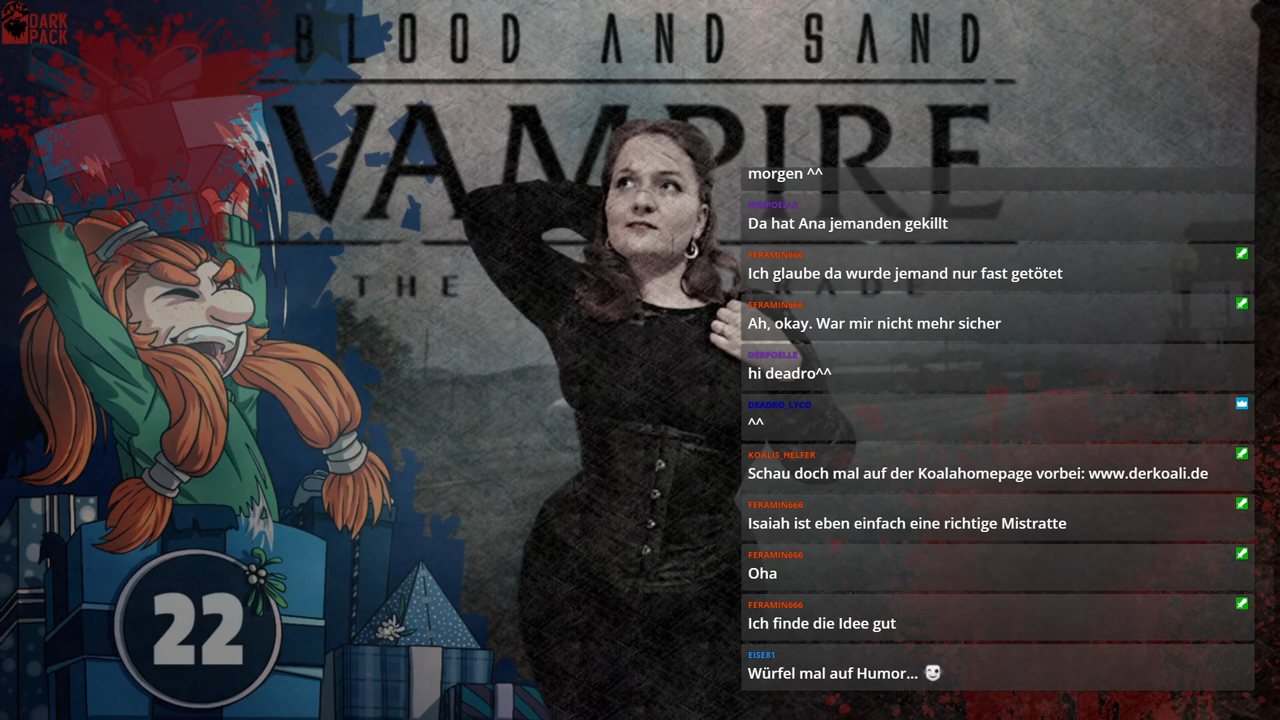 DARK
PACK
BLOOD AND SAND
VAMPIRE
THE
morgen ^^
DERPOELLE
Da hat Ana jemanden gekillt
FERAMIN666
Ich glaube da wurde jemand nur fast getötet
FERAMIN666
Ah, okay. War mir nicht mehr sicher
DERPOELLE
hi deadro^^
DEADRO_LYCO
^^
KOALIS_HELFER
Schau doch mal auf der Koalahomepage vorbei: www.derkoali.de
FERAMIN666
Isaiah ist eben einfach eine richtige Mistratte
FERAMIN666
Oha
FERAMIN666
Ich finde die Idee gut
EISE81
Würfel mal auf Humor...
22